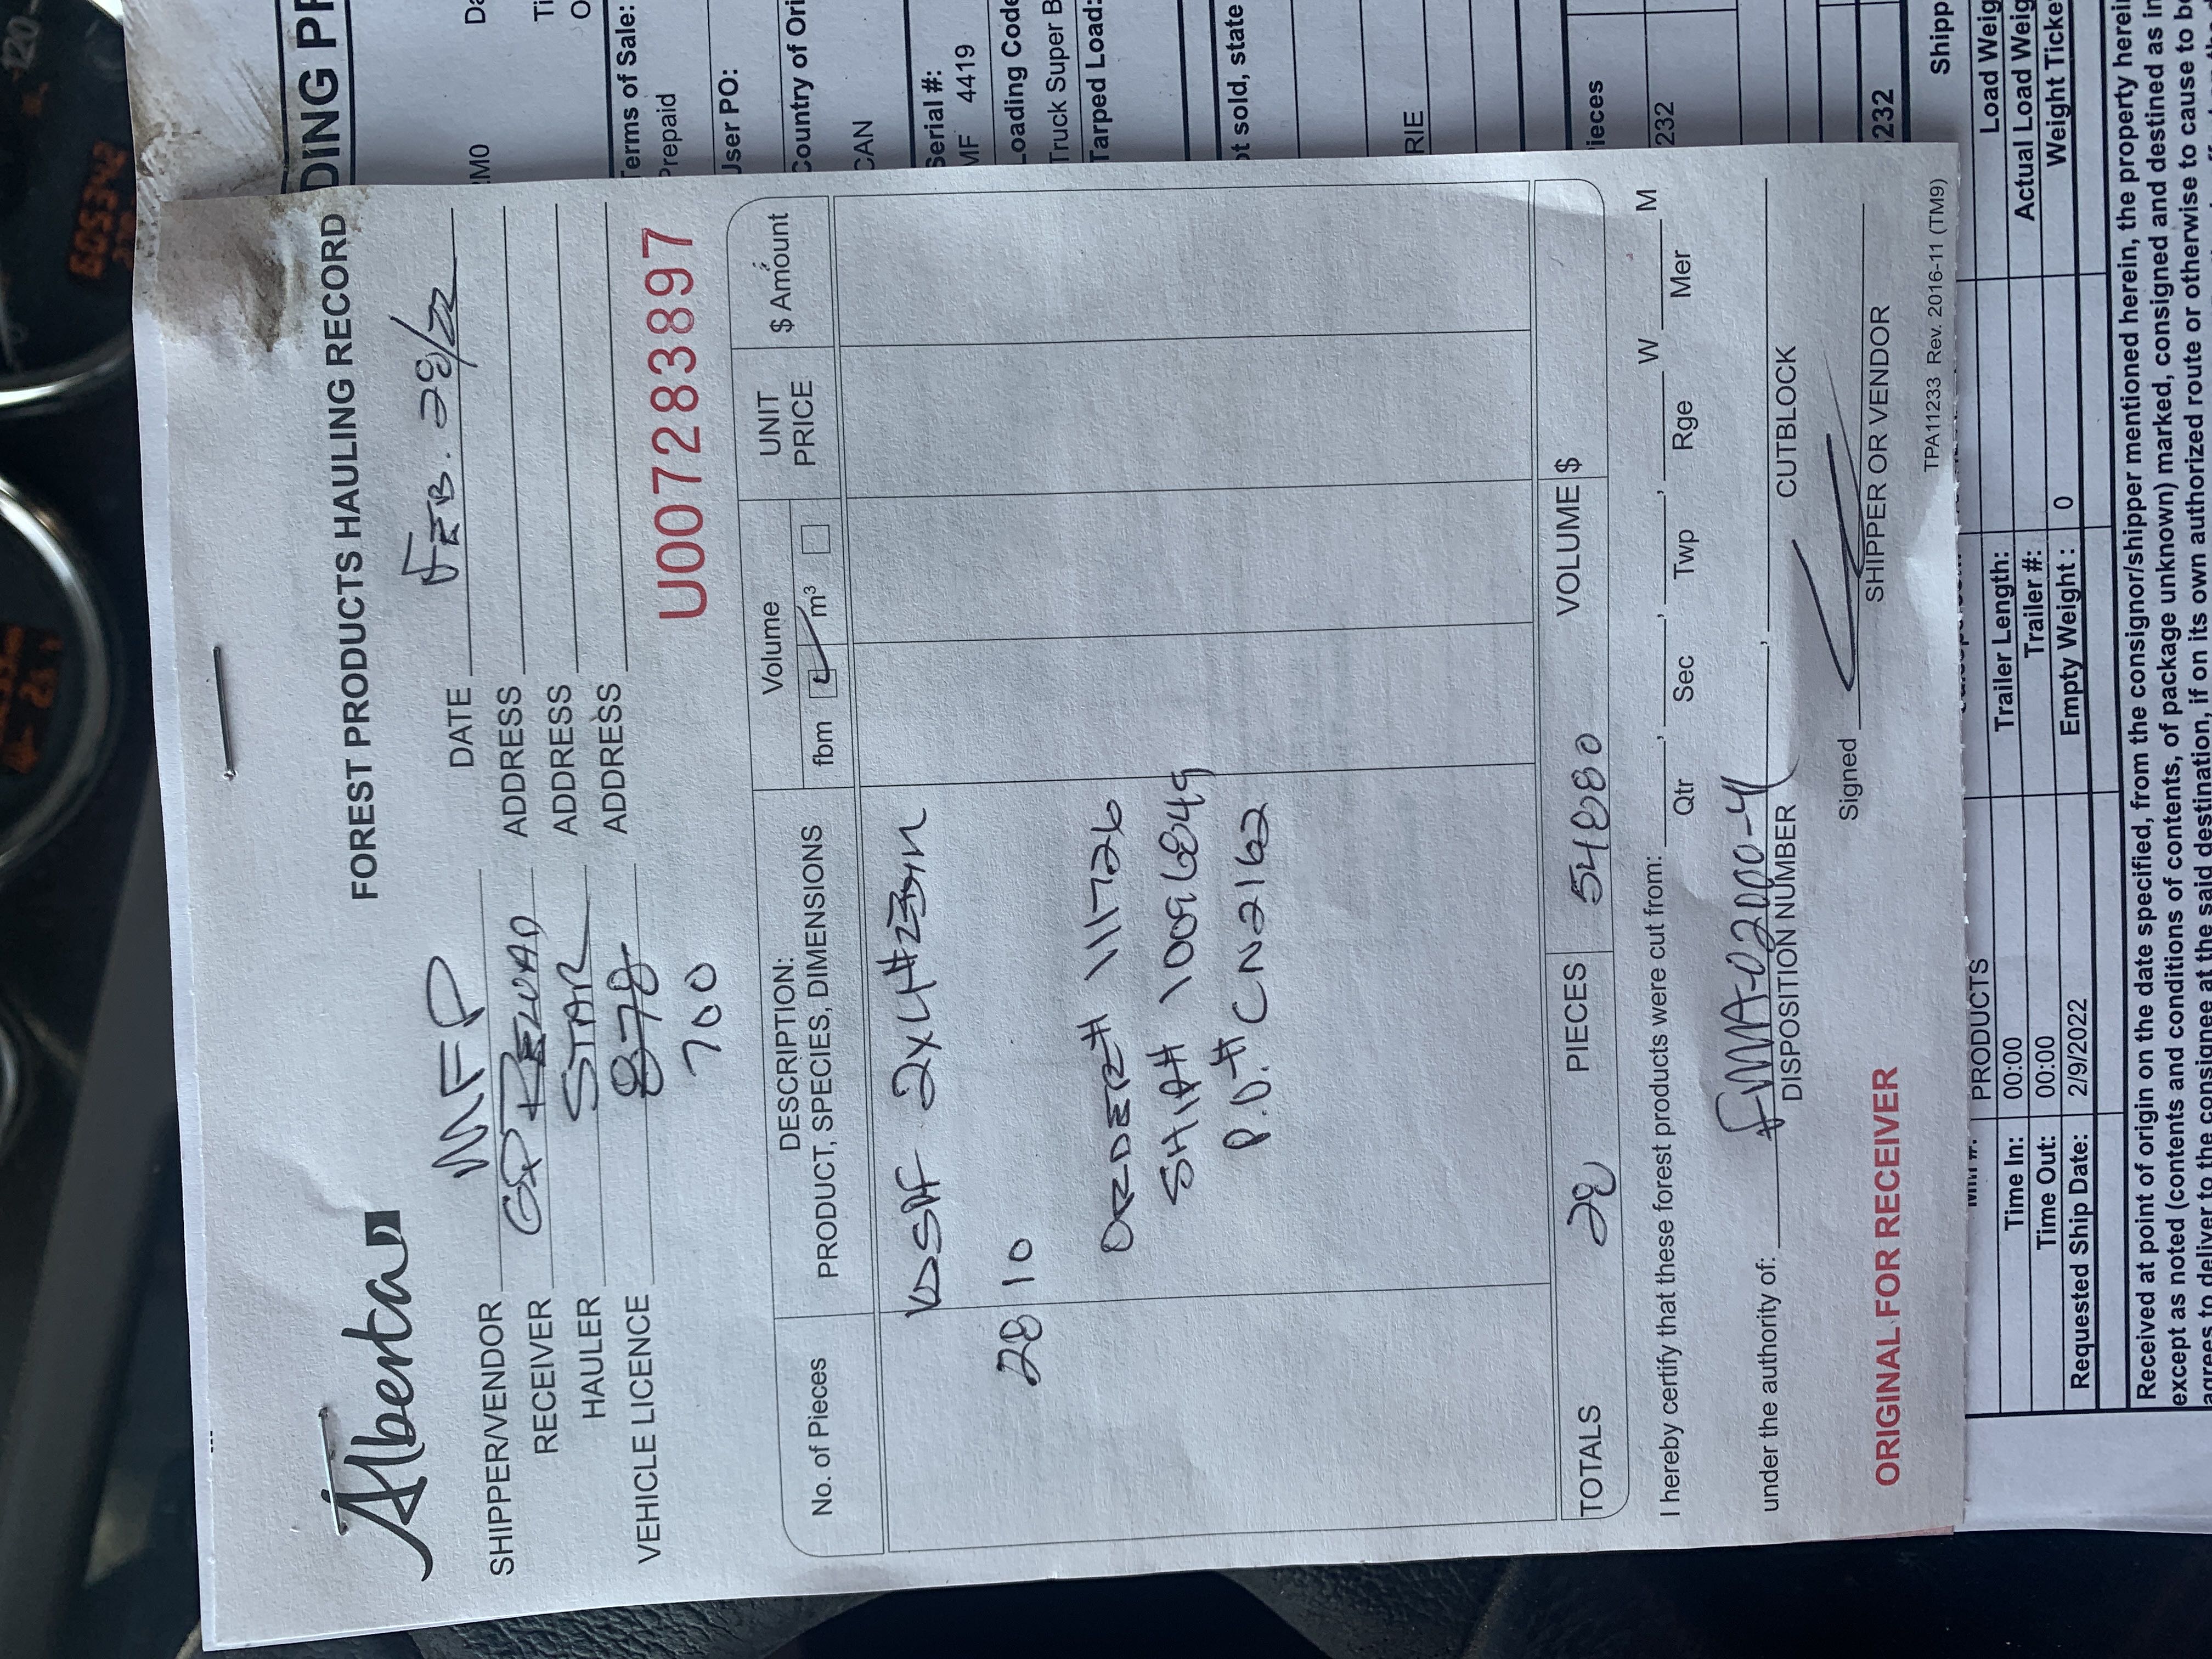 120
605342
Alberta
FOREST PRODUCTS HAULING RECORD
SHIPPER/VENDOR MFP DATE FEB. 28/22
RECEIVER GP RELOAD ADDRESS
HAULER STAR ADDRESS
VEHICLE LICENCE 878 ADDRESS
700
U007283897
No. of Pieces
DESCRIPTION:
PRODUCT, SPECIES, DIMENSIONS
Volume
fbm m³
UNIT
PRICE
$ Amount
KDSPF 2x4 #2
28 10
ORDER# 111726
SHIP# 10096849
P.O.# CN2162
TOTALS 28 PIECES 54880 VOLUME $
I hereby certify that these forest products were cut from: , , , W M
Qtr Sec Twp Rge Mer
under the authority of: FMA-02000-4 ,
DISPOSITION NUMBER CUTBLOCK
Signed
SHIPPER OR VENDOR
ORIGINAL FOR RECEIVER
TPA11233 Rev. 2016-11 (TM9)
DING PR
M0 Da
Ti
O
Terms of Sale:
Prepaid
User PO:
Country of Ori
CAN
Serial #:
MF 4419
Loading Code
Truck Super B
Tarped Load:
ot sold, state
RIE
ieces
232
232
Shipp
PRODUCTS
Load Weig
Time In: 00:00 Trailer Length:
Actual Load Weig
Time Out: 00:00 Trailer #:
Weight Ticke
Requested Ship Date: 2/9/2022 Empty Weight : 0
Received at point of origin on the date specified, from the consignor/shipper mentioned herein, the property herei
except as noted (contents and conditions of contents, of package unknown) marked, consigned and destined as in
agrees to deliver to the consignee at the said destination, if on its own authorized route or otherwise to cause to be